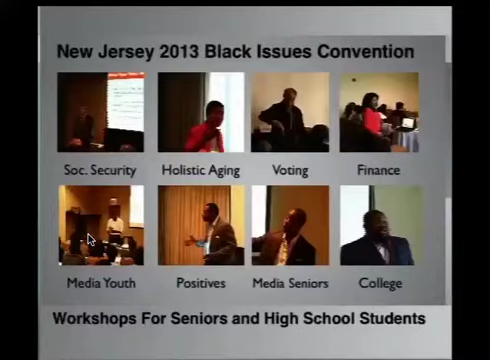 New Jersey 2013 Black Issues Convention
Soc. Security Holistic Aging Voting Finance
Media Youth Positives Media Seniors College
Workshops For Seniors and High School Students